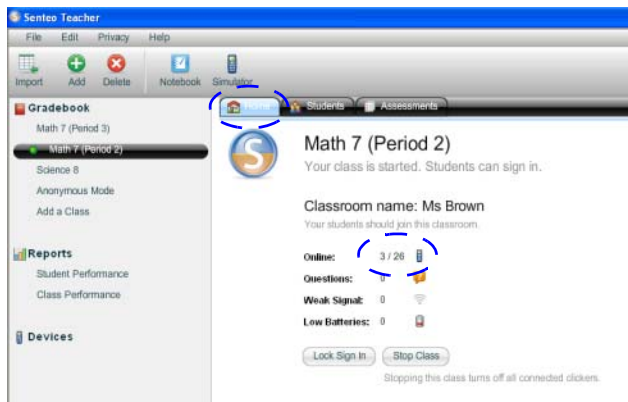 Senteo Teacher
File Edit Privacy Help
Import Add Delete Notebook Simulator
Gradebook
Math 7 (Period 3)
Math 7 (Period 2)
Science 8
Anonymous Mode
Add a Class
Reports
Student Performance
Class Performance
Devices
Home Students Assessments
Math 7 (Period 2)
Your class is started. Students can sign in.
Classroom name: Ms Brown
Your students should join this classroom.
Online: 3 / 26
Questions: 0
Weak Signal: 0
Low Batteries: 0
Lock Sign In Stop Class
Stopping this class turns off all connected clickers.